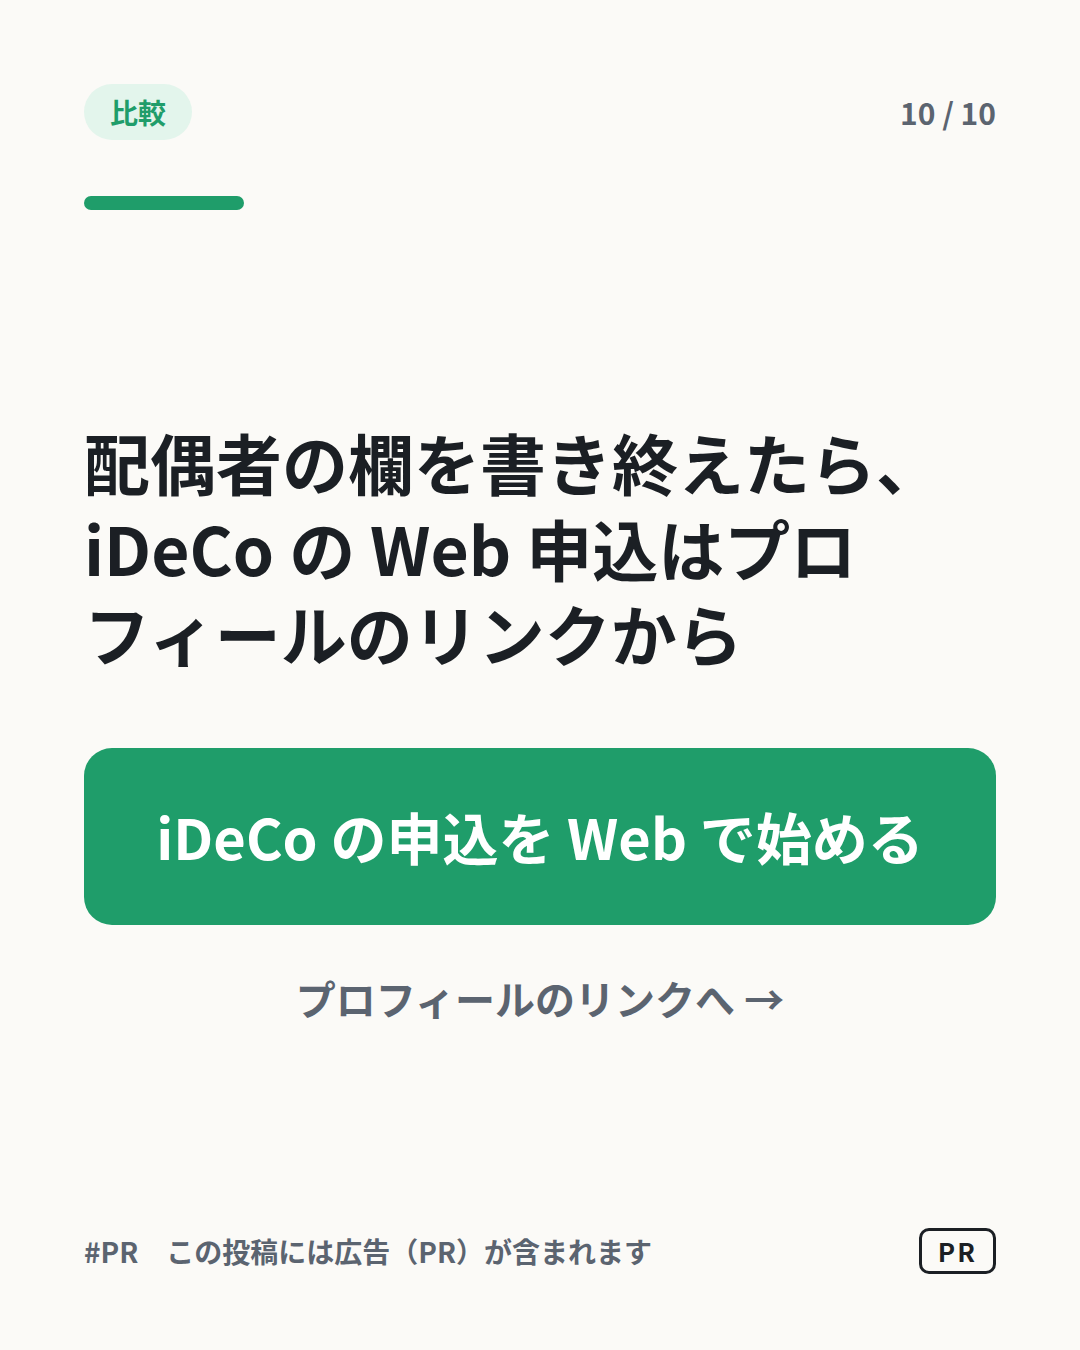 比較
10 / 10
配偶者の欄を書き終えたら、
iDeCo の Web 申込はプロ
フィールのリンクから
iDeCo の申込を Web で始める
プロフィールのリンクへ →
#PR　この投稿には広告（PR）が含まれます
PR